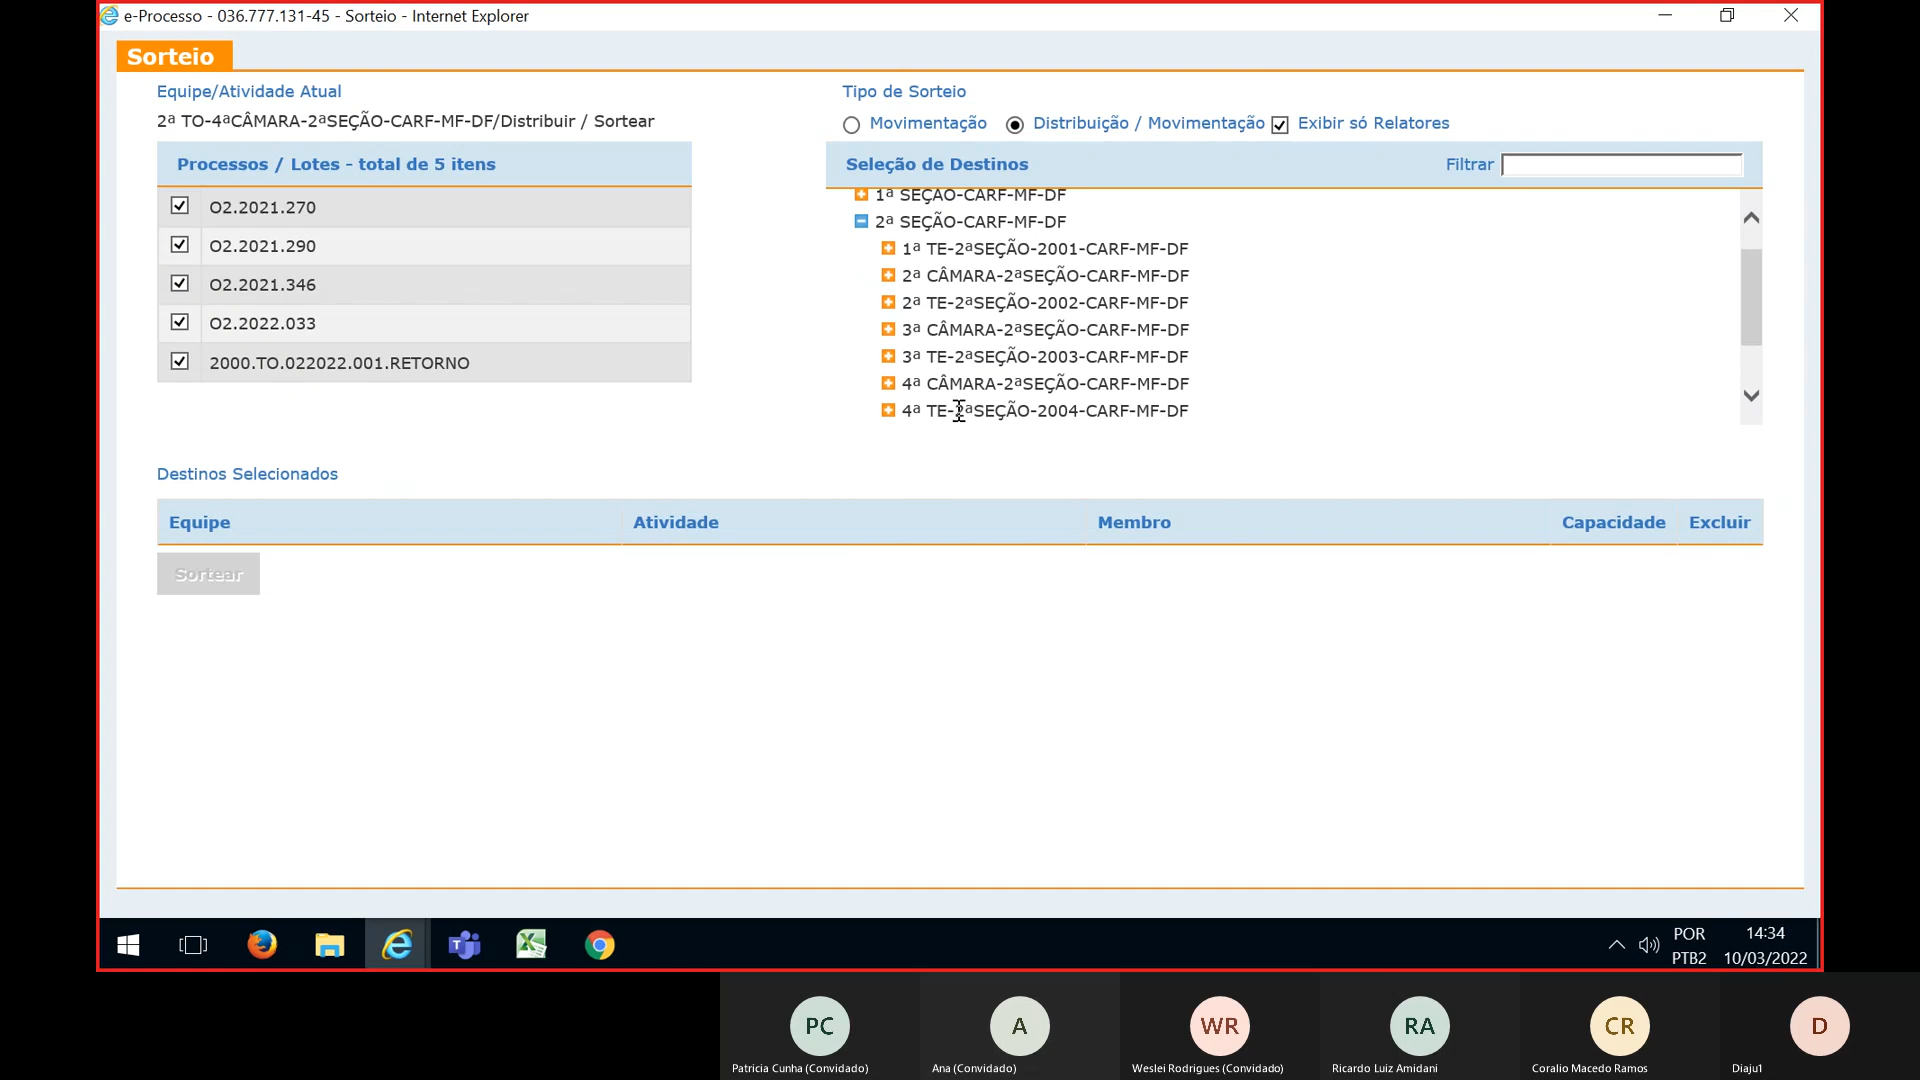 e-Processo - 036.777.131-45 - Sorteio - Internet Explorer
Sorteio
Equipe/Atividade Atual
2ª TO-4ªCÂMARA-2ªSEÇÃO-CARF-MF-DF/Distribuir / Sortear
Tipo de Sorteio
Movimentação Distribuição / Movimentação Exibir só Relatores
Processos / Lotes - total de 5 itens
O2.2021.270
O2.2021.290
O2.2021.346
O2.2022.033
2000.TO.022022.001.RETORNO
Seleção de Destinos
Filtrar
1ª SEÇÃO-CARF-MF-DF
2ª SEÇÃO-CARF-MF-DF
1ª TE-2ªSEÇÃO-2001-CARF-MF-DF
2ª CÂMARA-2ªSEÇÃO-CARF-MF-DF
2ª TE-2ªSEÇÃO-2002-CARF-MF-DF
3ª CÂMARA-2ªSEÇÃO-CARF-MF-DF
3ª TE-2ªSEÇÃO-2003-CARF-MF-DF
4ª CÂMARA-2ªSEÇÃO-CARF-MF-DF
4ª TE-2ªSEÇÃO-2004-CARF-MF-DF
Destinos Selecionados
Equipe Atividade Membro Capacidade Excluir
Sortear
POR
PTB2
14:34
10/03/2022
PC
A
WR
RA
CR
D
Patricia Cunha (Convidado)
Ana (Convidado)
Weslei Rodrigues (Convidado)
Ricardo Luiz Amidani
Coralio Macedo Ramos
Diaju1